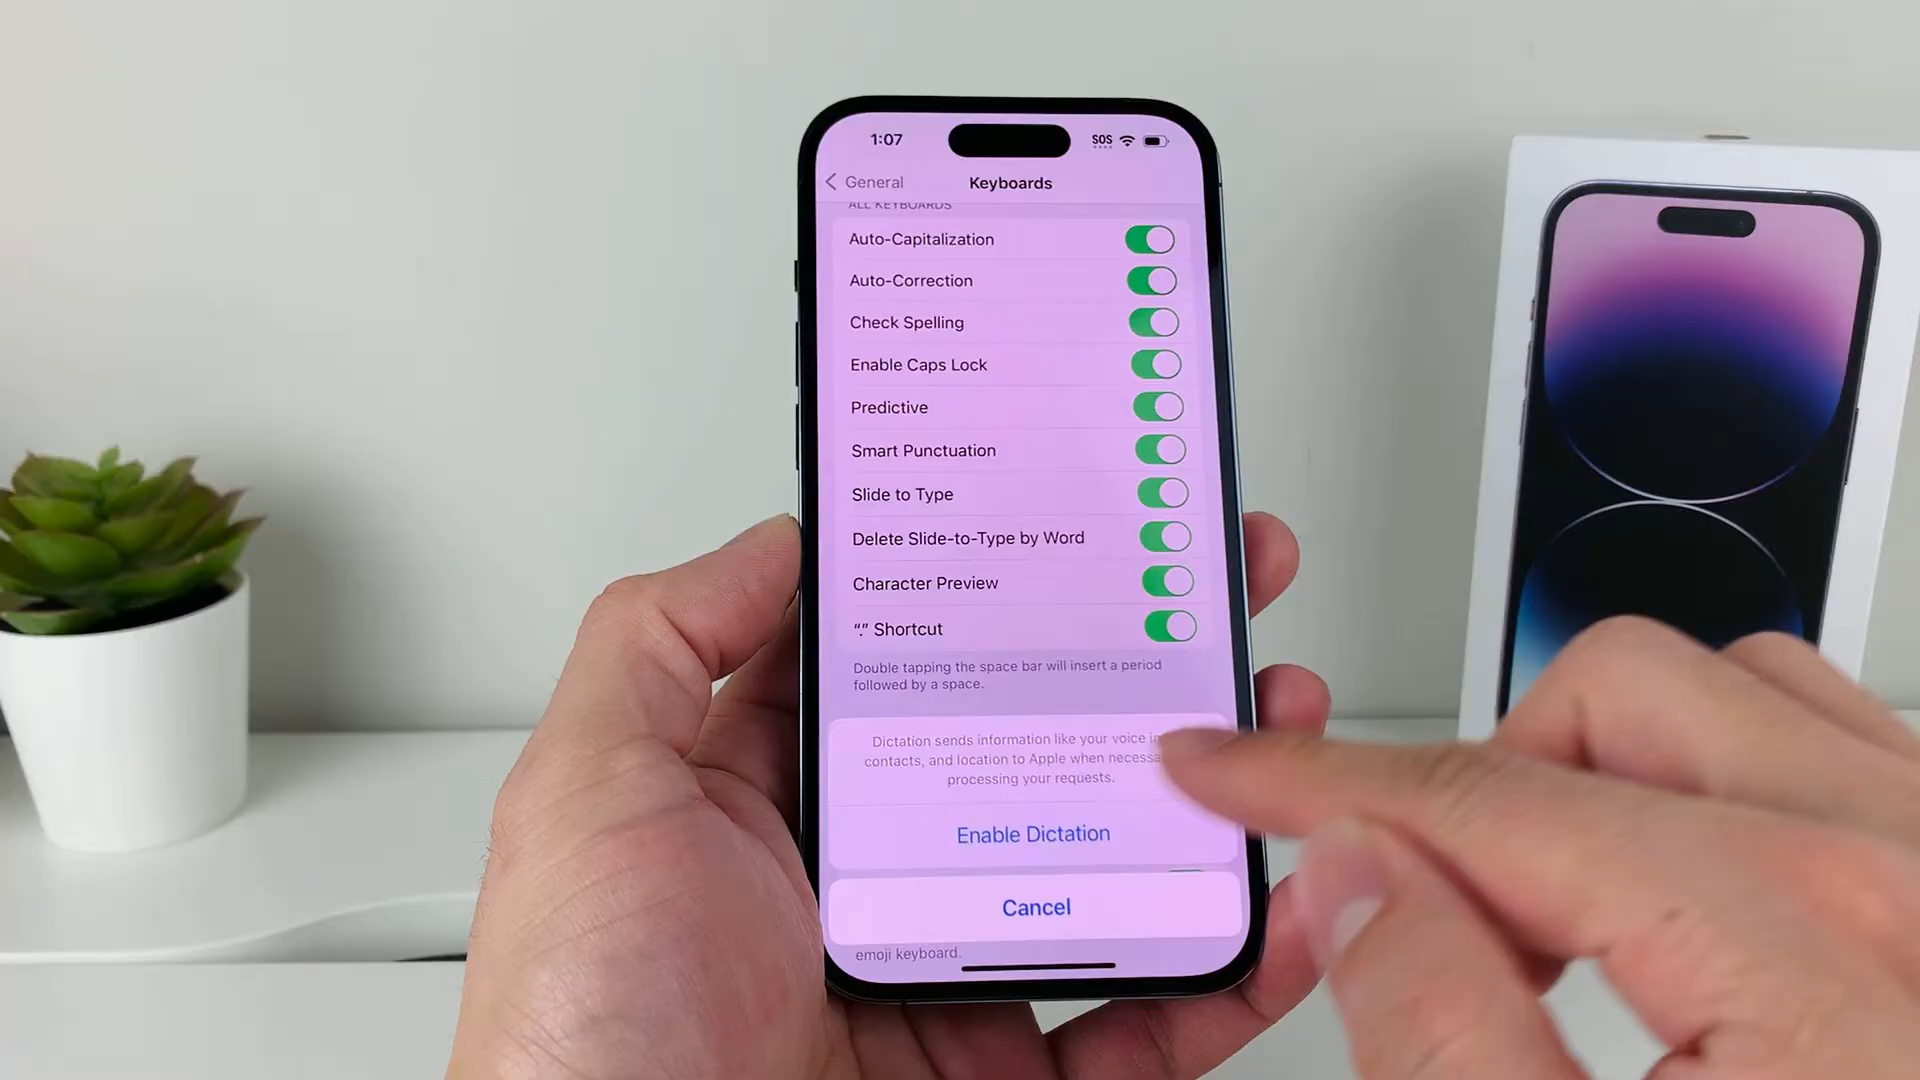 1:07 SOS
General Keyboards
ALL KEYBOARDS
Auto-Capitalization
Auto-Correction
Check Spelling
Enable Caps Lock
Predictive
Smart Punctuation
Slide to Type
Delete Slide-to-Type by Word
Character Preview
“.” Shortcut
Double tapping the space bar will insert a period
followed by a space.
Dictation sends information like your voice
contacts, and location to Apple when
processing your requests.
Enable Dictation
Cancel
emoji keyboard.